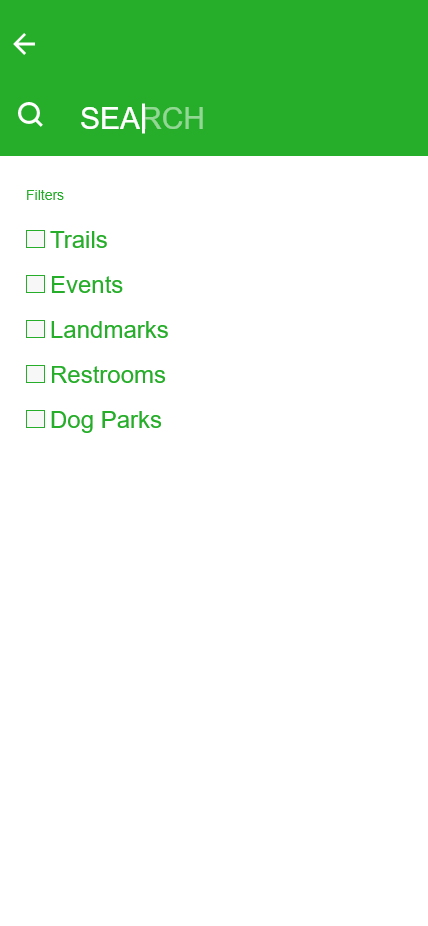 SEARCH
Filters
Trails
Events
Landmarks
Restrooms
Dog Parks